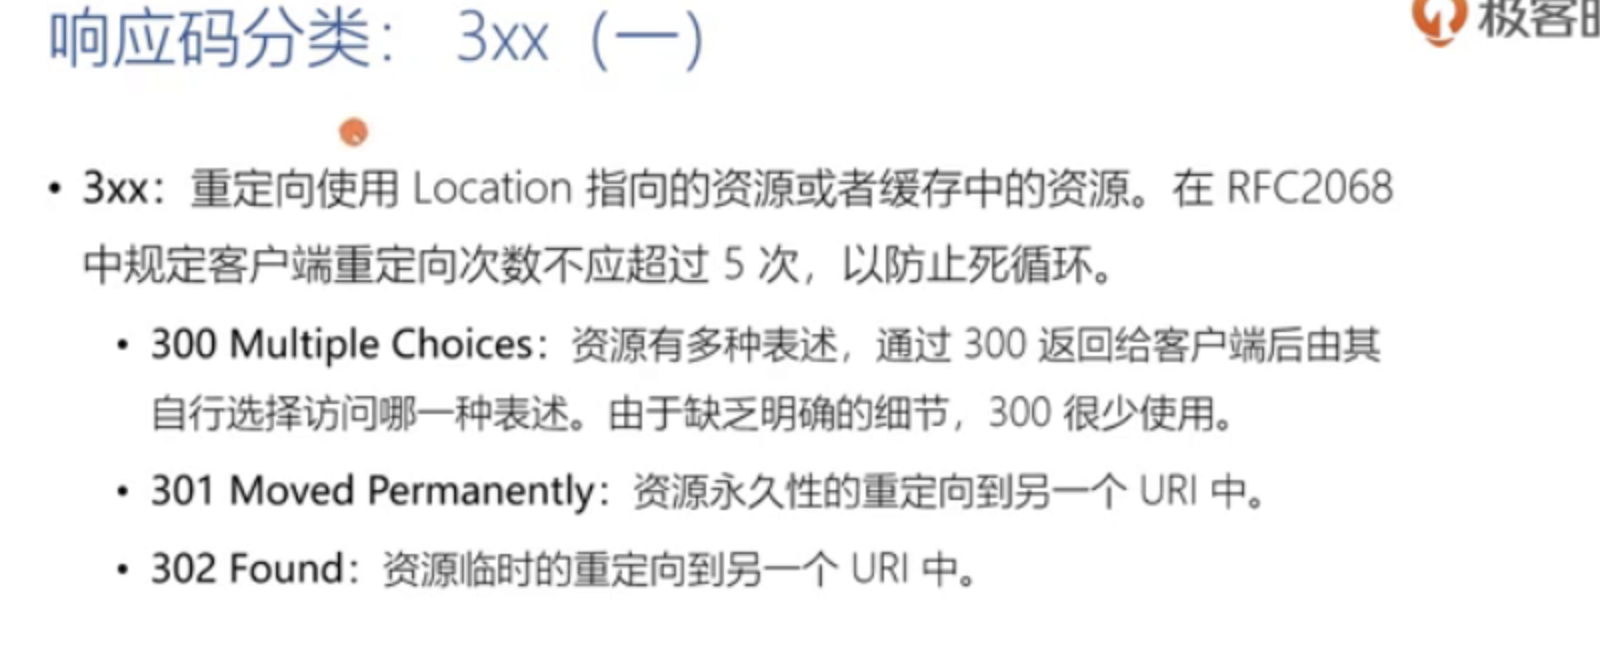 响应码分类： 3xx（一）
极客
• 3xx：重定向使用 Location 指向的资源或者缓存中的资源。在 RFC2068
中规定客户端重定向次数不应超过 5 次，以防止死循环。
• 300 Multiple Choices：资源有多种表述，通过 300 返回给客户端后由其
自行选择访问哪一种表述。由于缺乏明确的细节，300 很少使用。
• 301 Moved Permanently：资源永久性的重定向到另一个 URI 中。
• 302 Found：资源临时的重定向到另一个 URI 中。